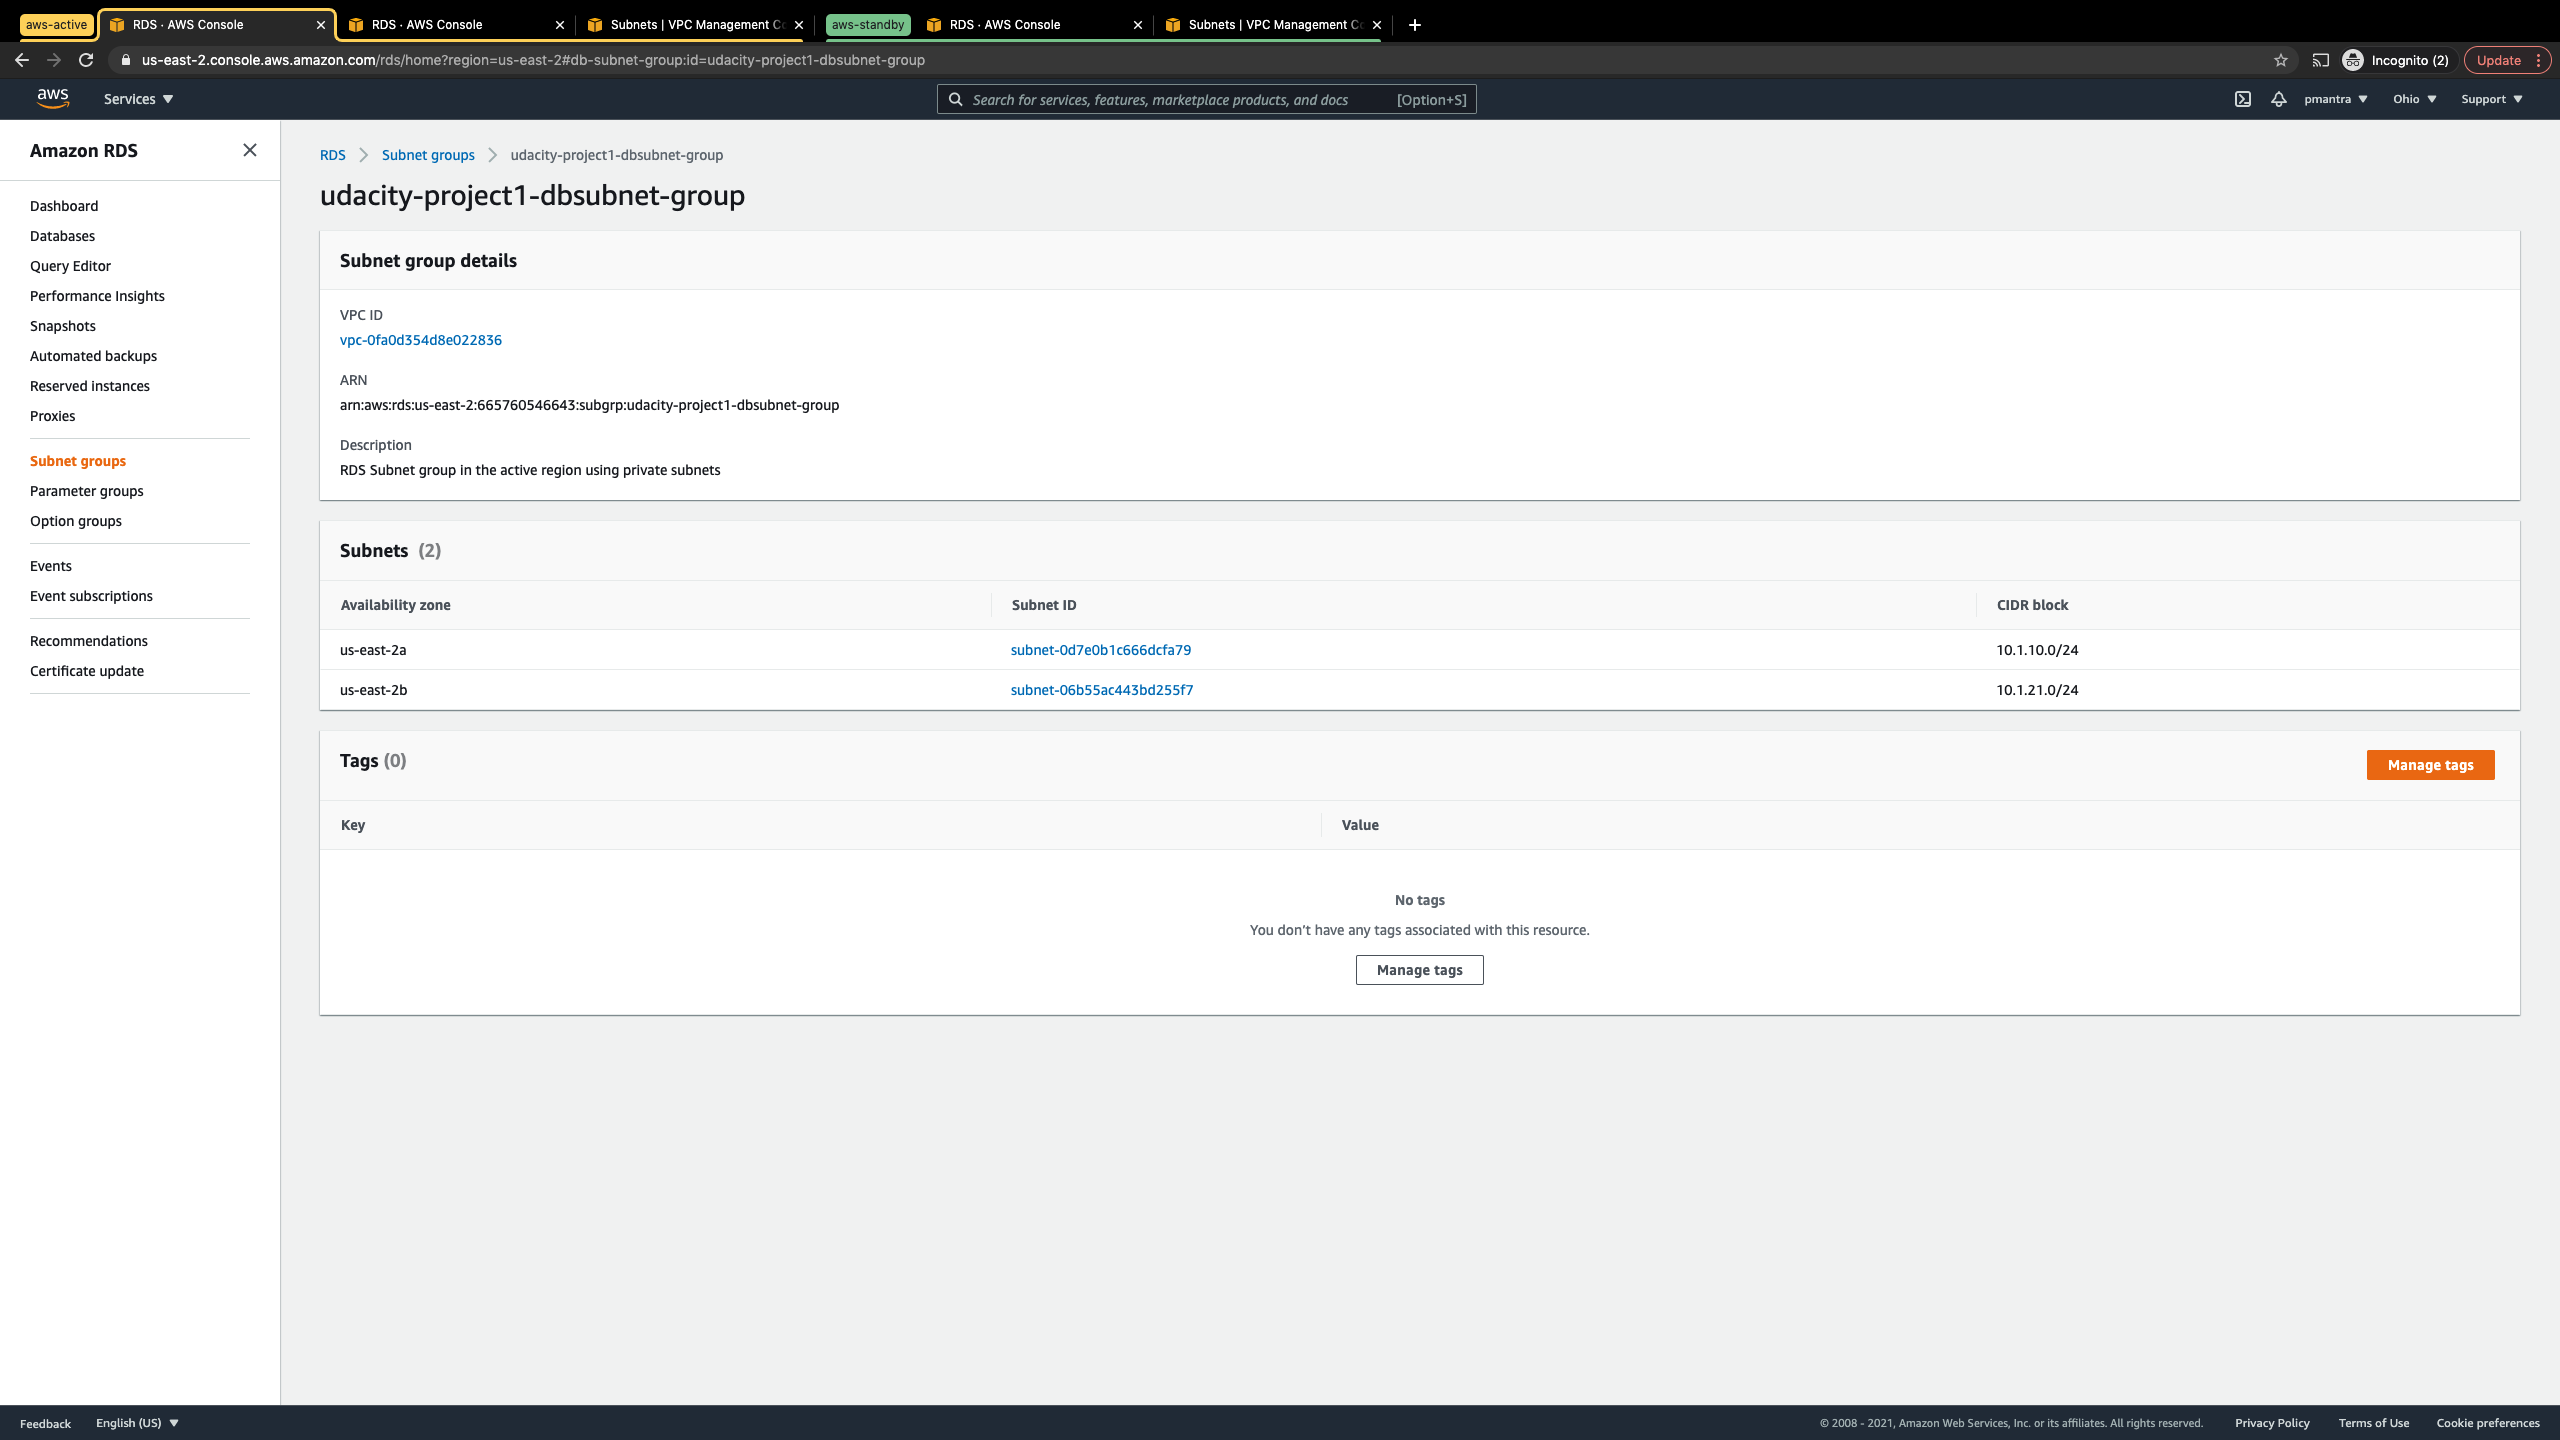 aws-active
RDS · AWS Console
RDS · AWS Console
Subnets | VPC Management C
aws-standby
RDS · AWS Console
Subnets | VPC Management C
us-east-2.console.aws.amazon.com/rds/home?region=us-east-2#db-subnet-group:id=udacity-project1-dbsubnet-group
Incognito (2)
Update
aws
Services
Search for services, features, marketplace products, and docs
[Option+S]
pmantra
Ohio
Support
Amazon RDS
Dashboard
Databases
Query Editor
Performance Insights
Snapshots
Automated backups
Reserved instances
Proxies
Subnet groups
Parameter groups
Option groups
Events
Event subscriptions
Recommendations
Certificate update
RDS
Subnet groups
udacity-project1-dbsubnet-group
udacity-project1-dbsubnet-group
Subnet group details
VPC ID
vpc-0fa0d354d8e022836
ARN
arn:aws:rds:us-east-2:665760546643:subgrp:udacity-project1-dbsubnet-group
Description
RDS Subnet group in the active region using private subnets
Subnets (2)
Availability zone Subnet ID CIDR block
us-east-2a subnet-0d7e0b1c666dcfa79 10.1.10.0/24
us-east-2b subnet-06b55ac443bd255f7 10.1.21.0/24
Tags (0)
Manage tags
Key Value
No tags
You don't have any tags associated with this resource.
Manage tags
Feedback
English (US)
© 2008 - 2021, Amazon Web Services, Inc. or its affiliates. All rights reserved.
Privacy Policy
Terms of Use
Cookie preferences